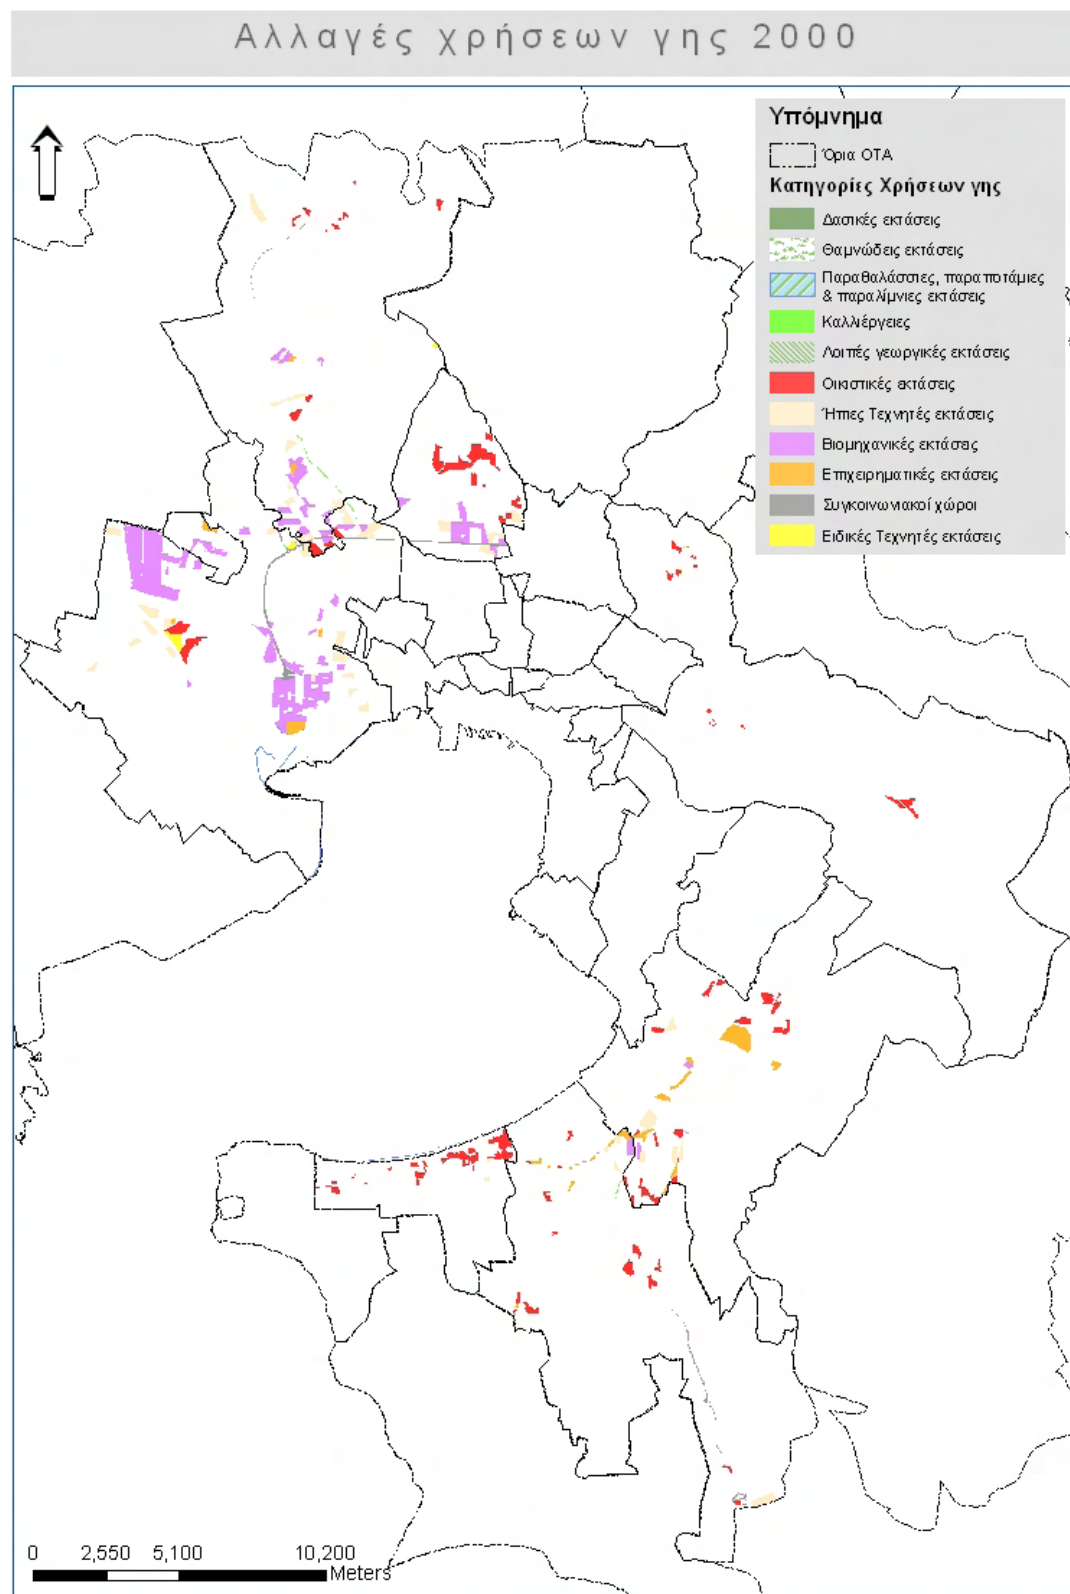 Αλλαγές χρήσεων γης 2000
Υπόμνημα
Όρια ΟΤΑ
Κατηγορίες Χρήσεων γης
Δασικές εκτάσεις
Θαμνώδεις εκτάσεις
Παραθαλάσσιες, παραποτάμιες
& παραλίμνιες εκτάσεις
Καλλιέργειες
Λοιπές γεωργικές εκτάσεις
Οικιστικές εκτάσεις
Ήπιες Τεχνητές εκτάσεις
Βιομηχανικές εκτάσεις
Επιχειρηματικές εκτάσεις
Συγκοινωνιακοί χώροι
Ειδικές Τεχνητές εκτάσεις
0 2,550 5,100 10,200
Meters